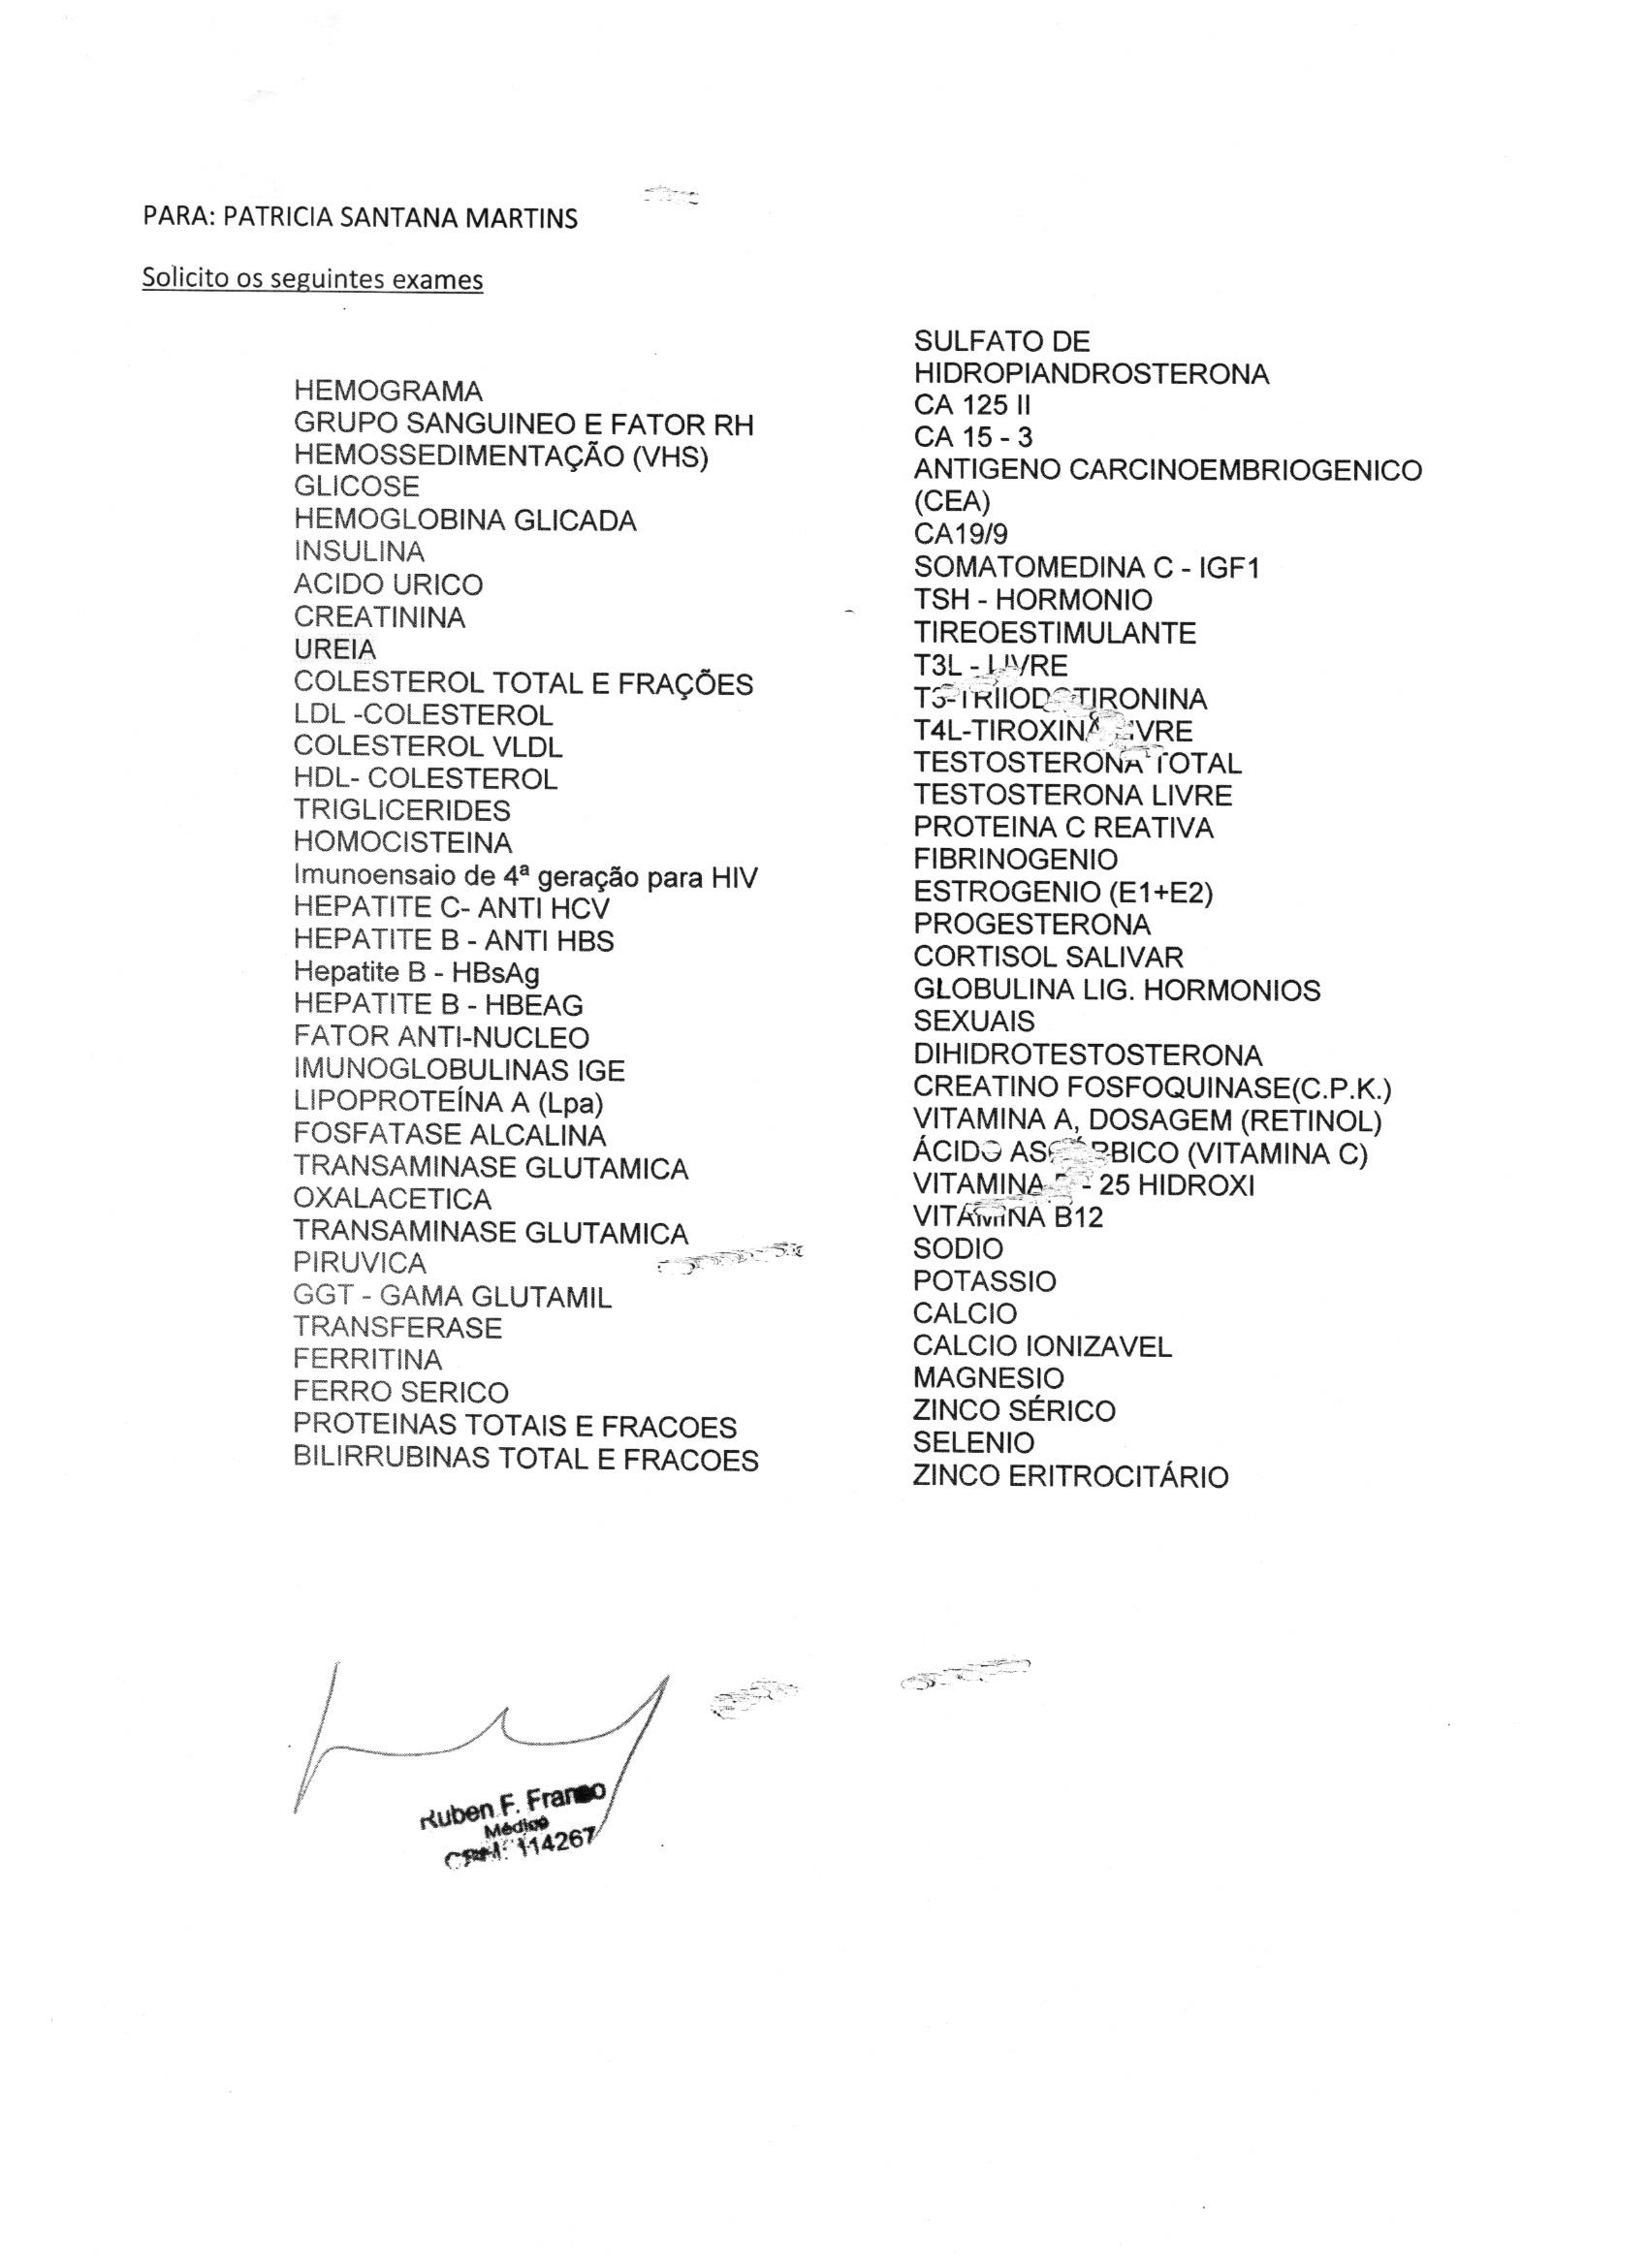 PARA: PATRICIA SANTANA MARTINS
Solicito os seguintes exames
HEMOGRAMA
GRUPO SANGUINEO E FATOR RH
HEMOSSEDIMENTAÇÃO (VHS)
GLICOSE
HEMOGLOBINA GLICADA
INSULINA
ACIDO URICO
CREATININA
UREIA
COLESTEROL TOTAL E FRAÇÕES
LDL -COLESTEROL
COLESTEROL VLDL
HDL- COLESTEROL
TRIGLICERIDES
HOMOCISTEINA
Imunoensaio de 4ª geração para HIV
HEPATITE C- ANTI HCV
HEPATITE B - ANTI HBS
Hepatite B - HBsAg
HEPATITE B - HBEAG
FATOR ANTI-NUCLEO
IMUNOGLOBULINAS IGE
LIPOPROTEÍNA A (Lpa)
FOSFATASE ALCALINA
TRANSAMINASE GLUTAMICA
OXALACETICA
TRANSAMINASE GLUTAMICA
PIRUVICA
GGT - GAMA GLUTAMIL
TRANSFERASE
FERRITINA
FERRO SERICO
PROTEINAS TOTAIS E FRACOES
BILIRRUBINAS TOTAL E FRACOES
SULFATO DE
HIDROPIANDROSTERONA
CA 125 II
CA 15 - 3
ANTIGENO CARCINOEMBRIOGENICO
(CEA)
CA19/9
SOMATOMEDINA C - IGF1
TSH - HORMONIO
TIREOESTIMULANTE
T3L - LIVRE
T3-TRIIODOTIRONINA
T4L-TIROXINA LIVRE
TESTOSTERONA TOTAL
TESTOSTERONA LIVRE
PROTEINA C REATIVA
FIBRINOGENIO
ESTROGENIO (E1+E2)
PROGESTERONA
CORTISOL SALIVAR
GLOBULINA LIG. HORMONIOS
SEXUAIS
DIHIDROTESTOSTERONA
CREATINO FOSFOQUINASE(C.P.K.)
VITAMINA A, DOSAGEM (RETINOL)
ÁCIDO ASCÓRBICO (VITAMINA C)
VITAMINA - 25 HIDROXI
VITAMINA B12
SODIO
POTASSIO
CALCIO
CALCIO IONIZAVEL
MAGNESIO
ZINCO SÉRICO
SELENIO
ZINCO ERITROCITÁRIO
Ruben F. Franco
Médico
CRM: 114267